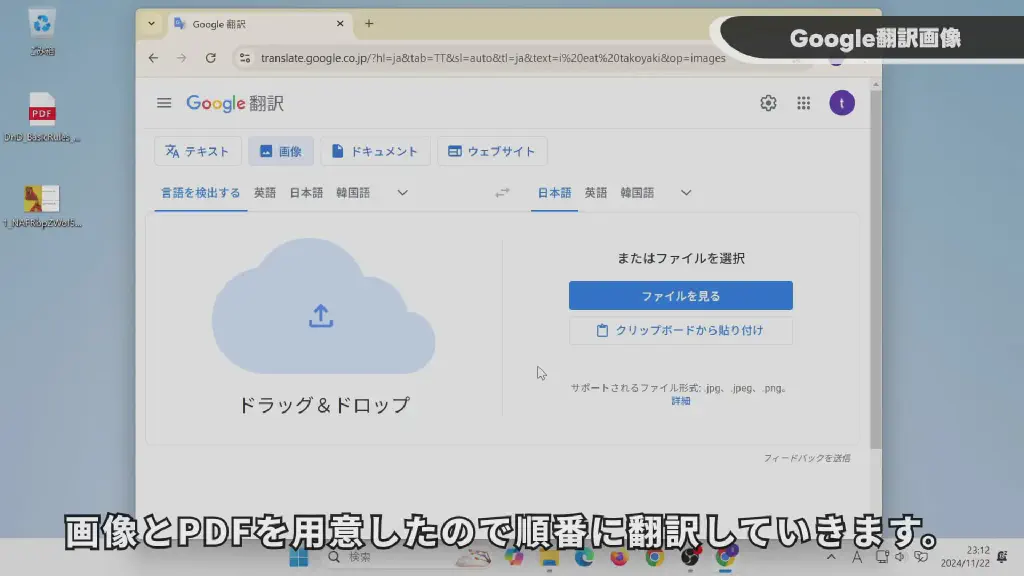 Google 翻訳
Google翻訳画像
translate.google.co.jp/?hl=ja&tab=TT&sl=auto&tl=ja&text=i%20eat%20takoyaki&op=images
ごみ箱
PDF
DnD_BasicRules_...
Google 翻訳
t
テキスト
画像
ドキュメント
ウェブサイト
言語を検出する 英語 日本語 韓国語
日本語 英語 韓国語
ドラッグ＆ドロップ
またはファイルを選択
ファイルを見る
クリップボードから貼り付け
サポートされるファイル形式: .jpg、.jpeg、.png。
詳細
フィードバックを送信
画像とPDFを用意したので順番に翻訳していきます。
検索
A
23:12
2024/11/22